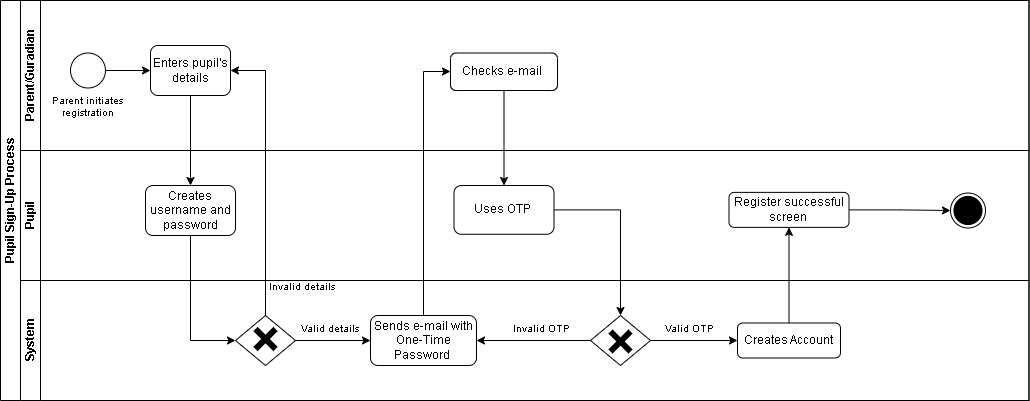 Pupil Sign-Up Process
Parent/Guradian
Parent initiates
registration
Enters pupil's
details
Checks e-mail
Pupil
Creates
username and
password
Uses OTP
Register successful
screen
System
Invalid details
Valid details
Sends e-mail with
One-Time
Password
Invalid OTP
Valid OTP
Creates Account